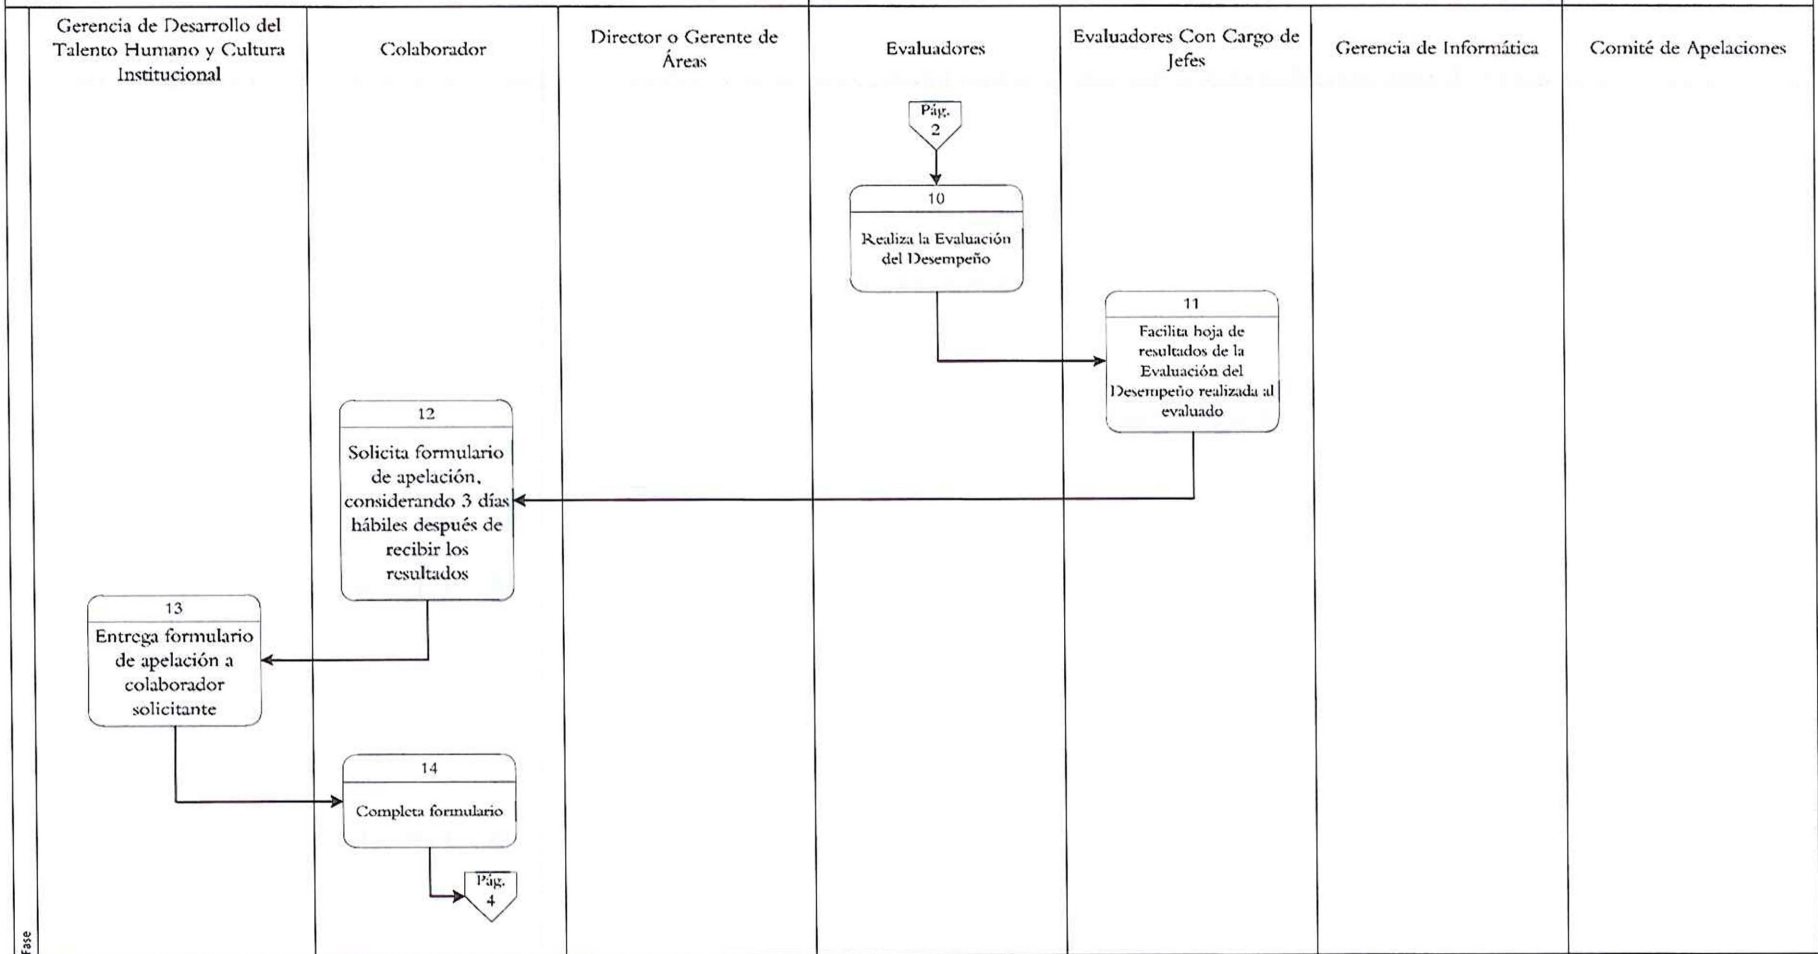 Gerencia de Desarrollo del
Talento Humano y Cultura
Institucional
Colaborador
Director o Gerente de
Áreas
Evaluadores
Evaluadores Con Cargo de
Jefes
Gerencia de Informática
Comité de Apelaciones
Pág.
2
10
Realiza la Evaluación
del Desempeño
11
Facilita hoja de
resultados de la
Evaluación del
Desempeño realizada al
evaluado
12
Solicita formulario
de apelación,
considerando 3 días
hábiles después de
recibir los
resultados
13
Entrega formulario
de apelación a
colaborador
solicitante
14
Completa formulario
Pág.
4
Fase